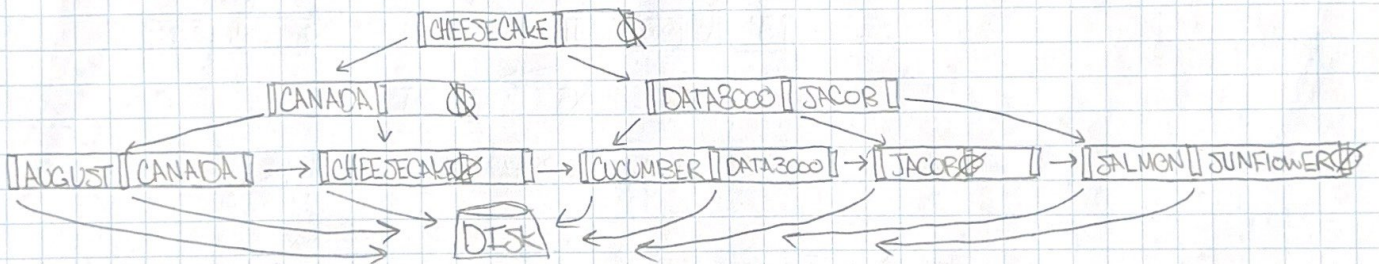 CHEESECAKE
CANADA DATA3000 JACOB
AUGUST CANADA CHEESECAKE CUCUMBER DATA3000 JACOB SALMON SUNFLOWER
DISK